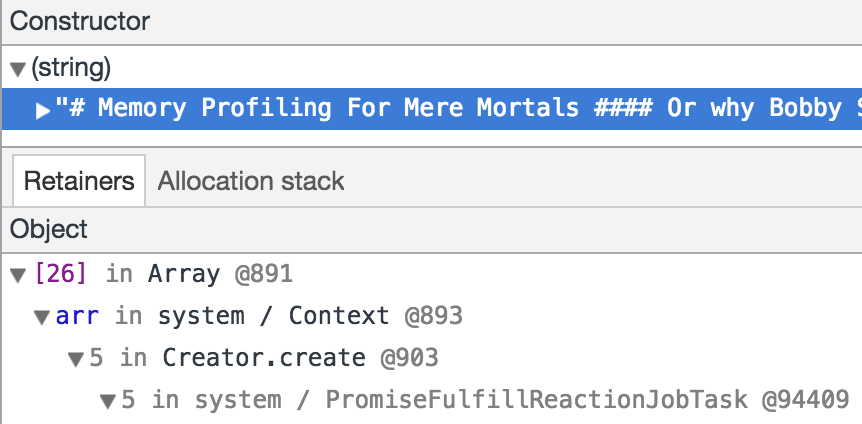 Constructor
(string)
"# Memory Profiling For Mere Mortals #### Or why Bobby
Retainers Allocation stack
Object
[26] in Array @891
arr in system / Context @893
5 in Creator.create @903
5 in system / PromiseFulfillReactionJobTask @94409